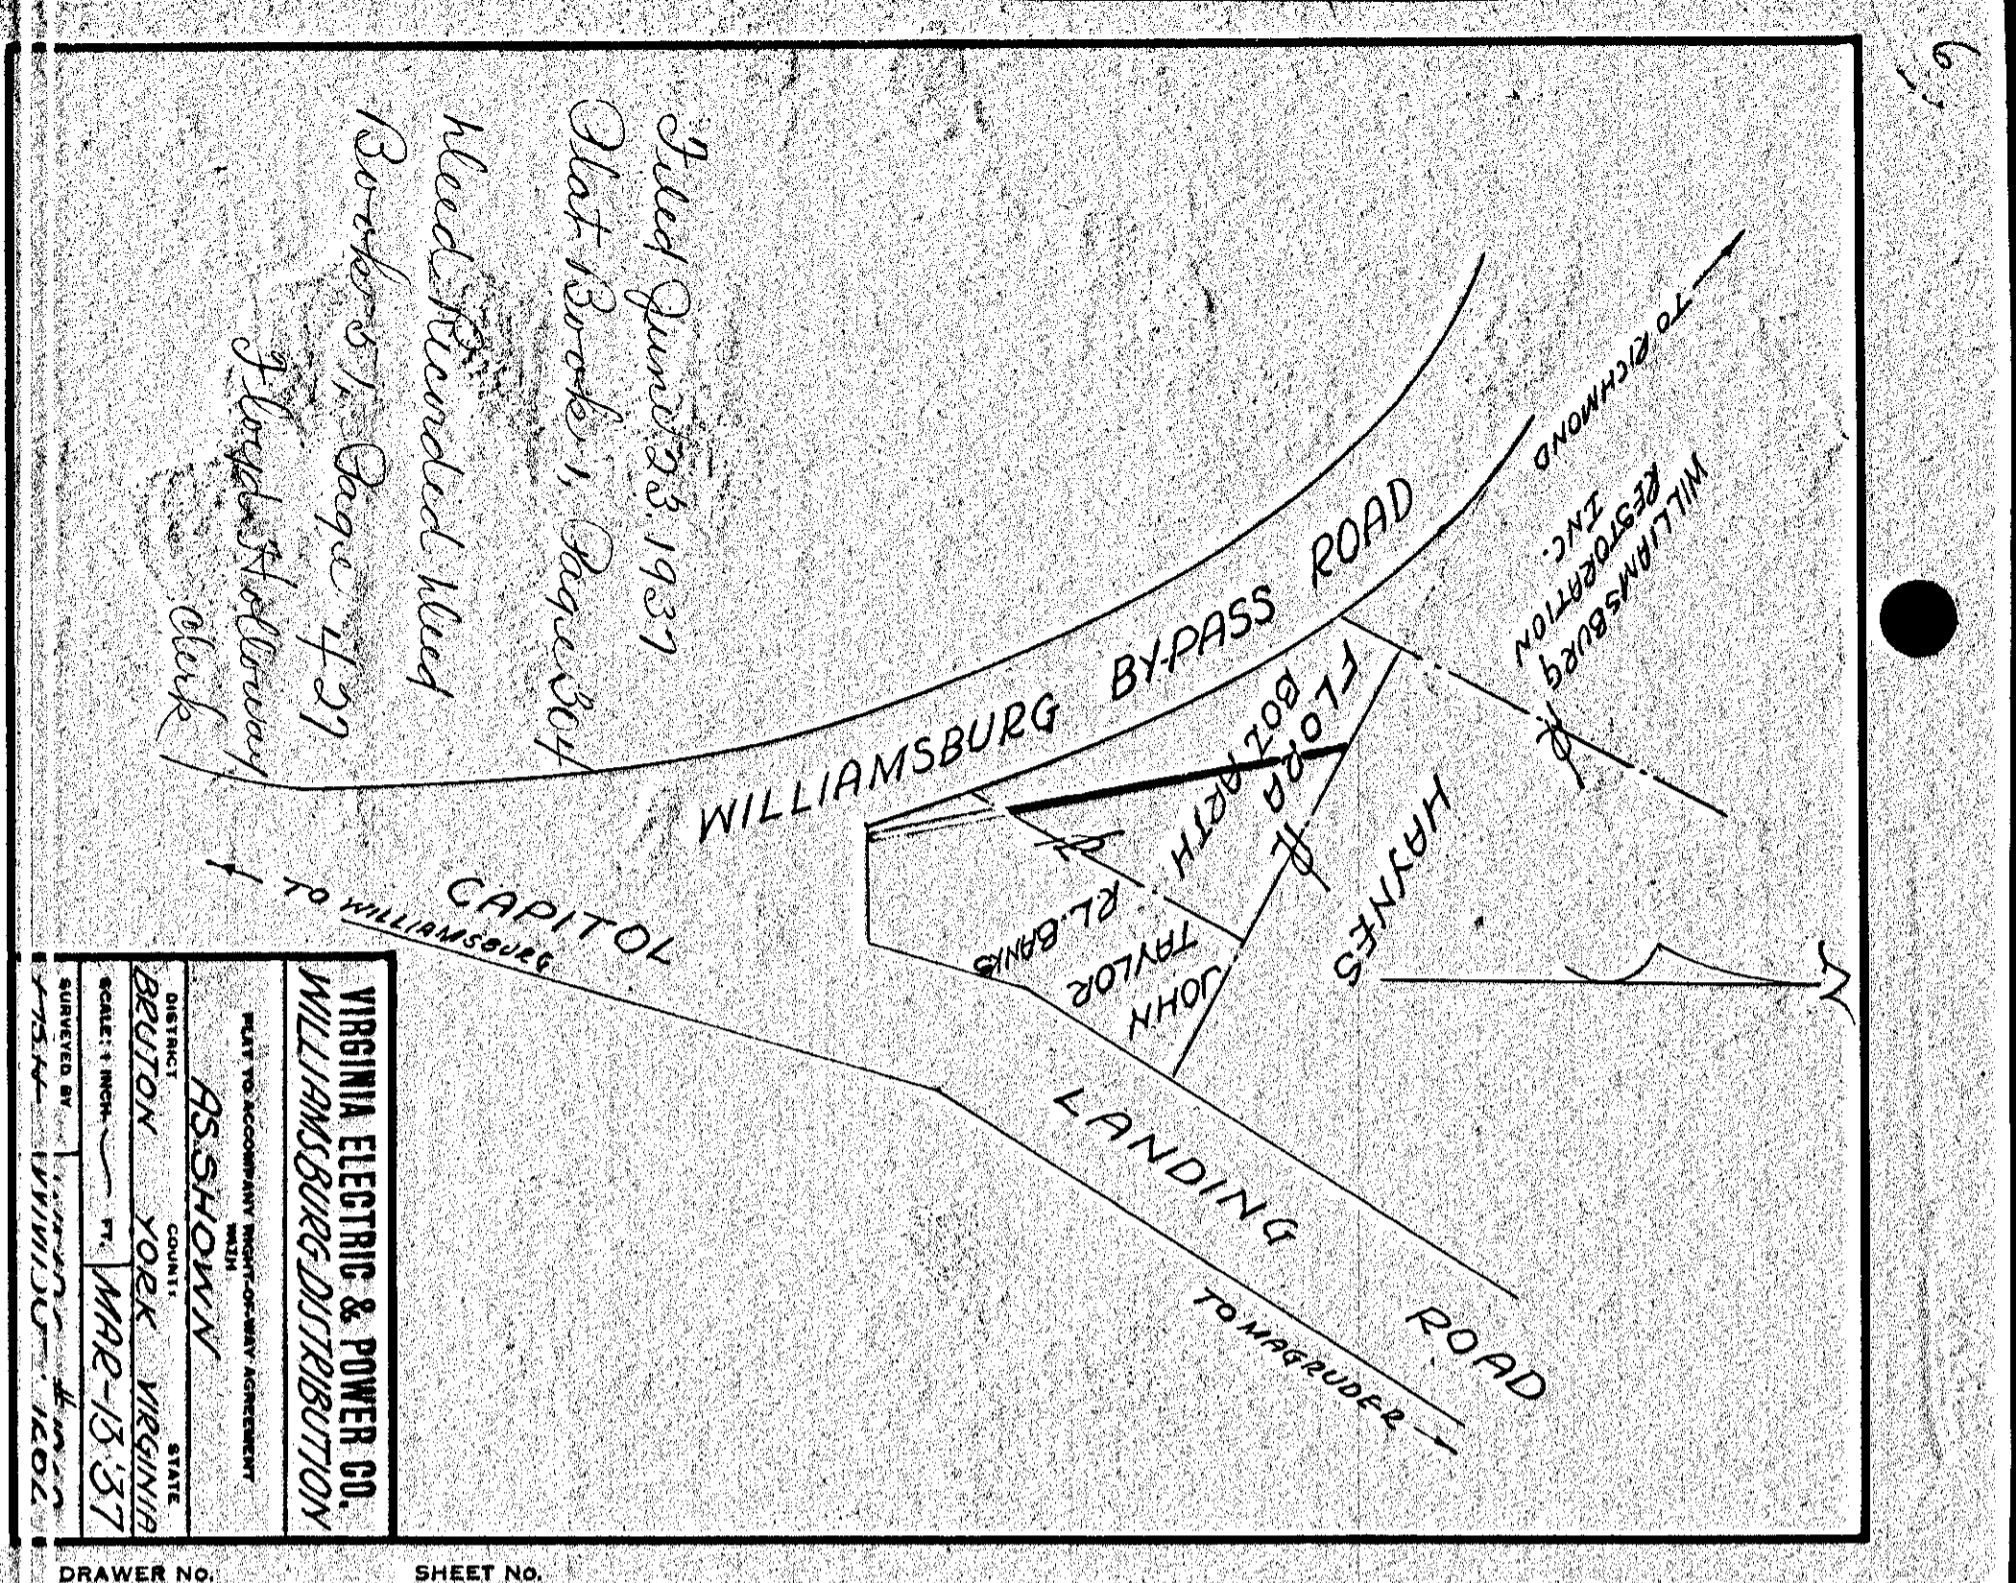 Filed June 23, 1937
Plat Book 1, Page 304
Deed Recorded Deed
Book 51, Page 427
Floyd Holloway
Clerk
TO RICHMOND
WILLIAMSBURG
RESTORATION
INC.
WILLIAMSBURG BY-PASS ROAD
FLORA
BOZARTH
HAYNES
R.L. BANKS
JOHN
TAYLOR
CAPITOL LANDING ROAD
TO WILLIAMSBURG
TO MAGRUDER
VIRGINIA ELECTRIC & POWER CO.
WILLIAMSBURG DISTRIBUTION
PLAT TO ACCOMPANY RIGHT-OF-WAY AGREEMENT
WITH
AS SHOWN
DISTRICT COUNTY STATE
BRUTON YORK VIRGINIA
SCALE: 1 INCH FT. MAR-13-'37
SURVEYED BY
DRAWER NO. SHEET NO.